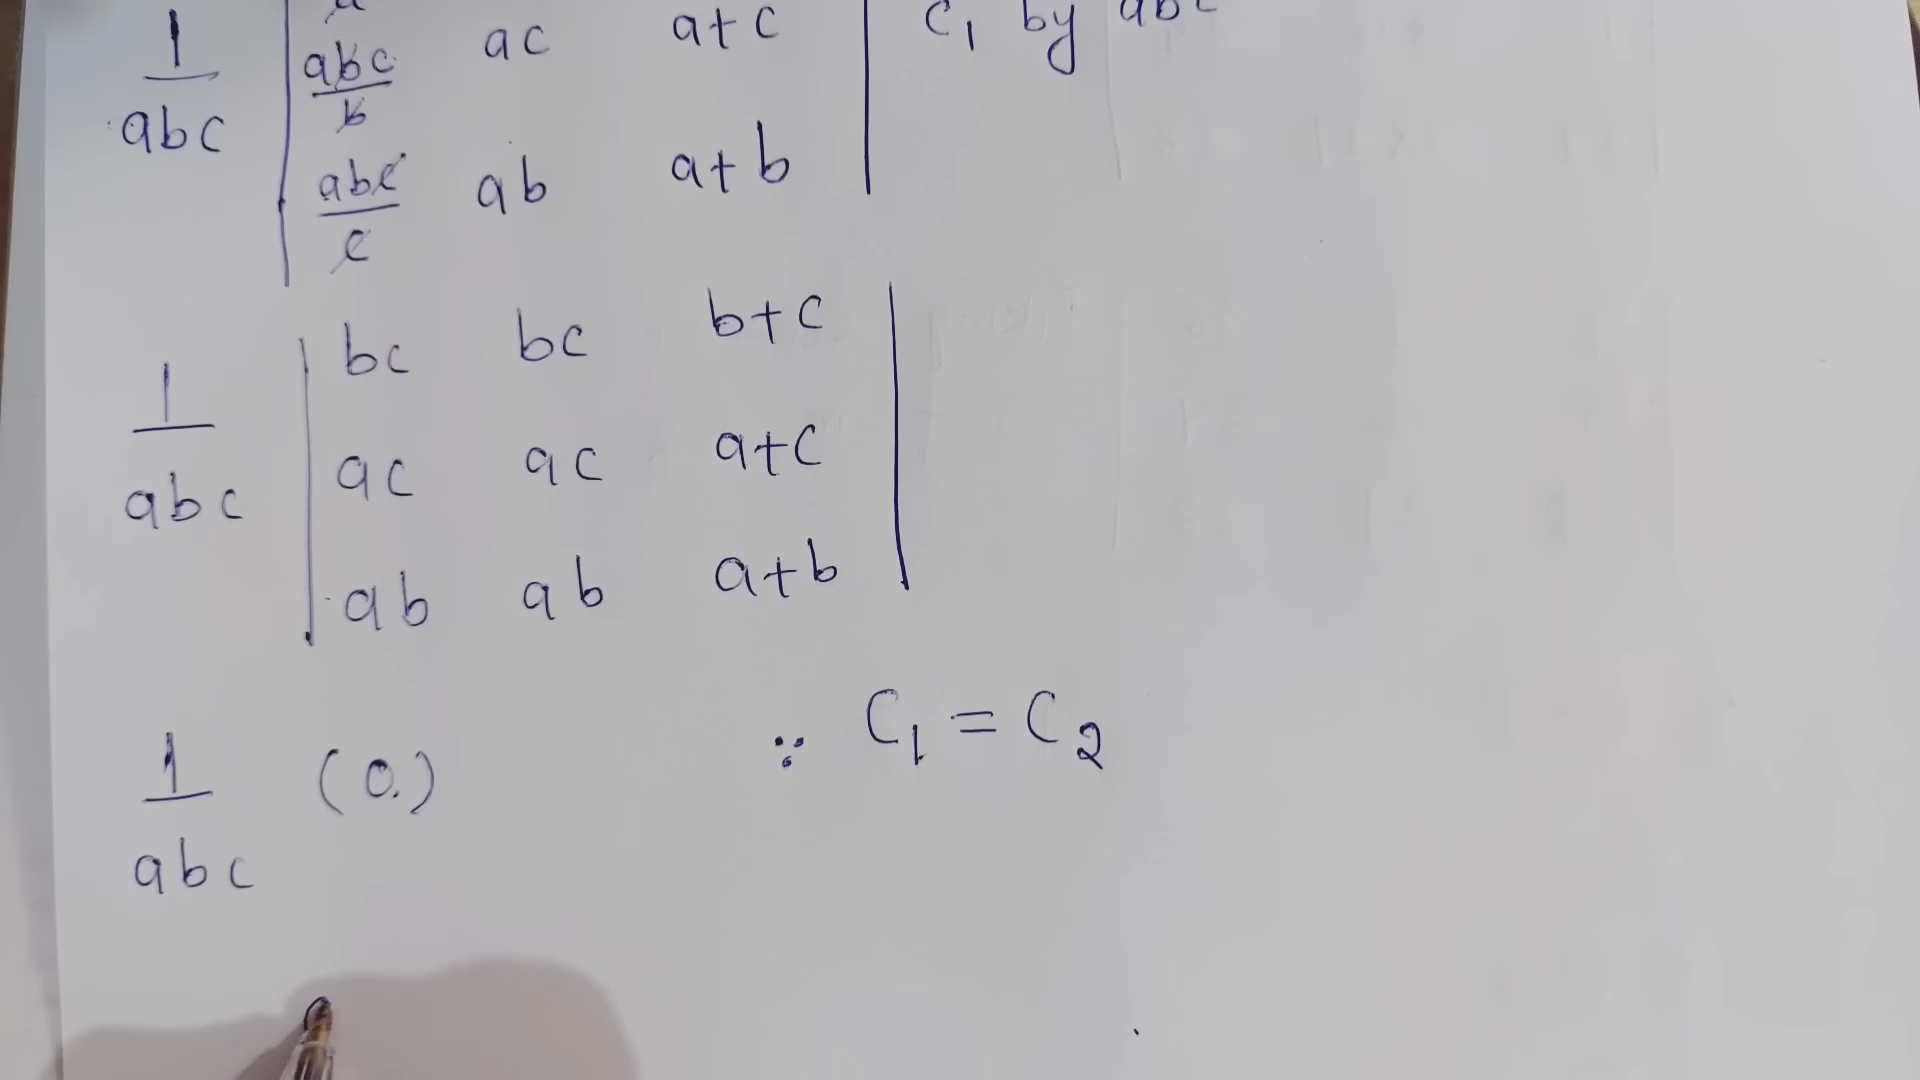 1/abc | abc/b ac a+c | C₁ by abc
abc/c ab a+b
bc bc b+c
1/abc | ac ac a+c |
ab ab a+b
1/abc (0.) ∵ C₁ = C₂